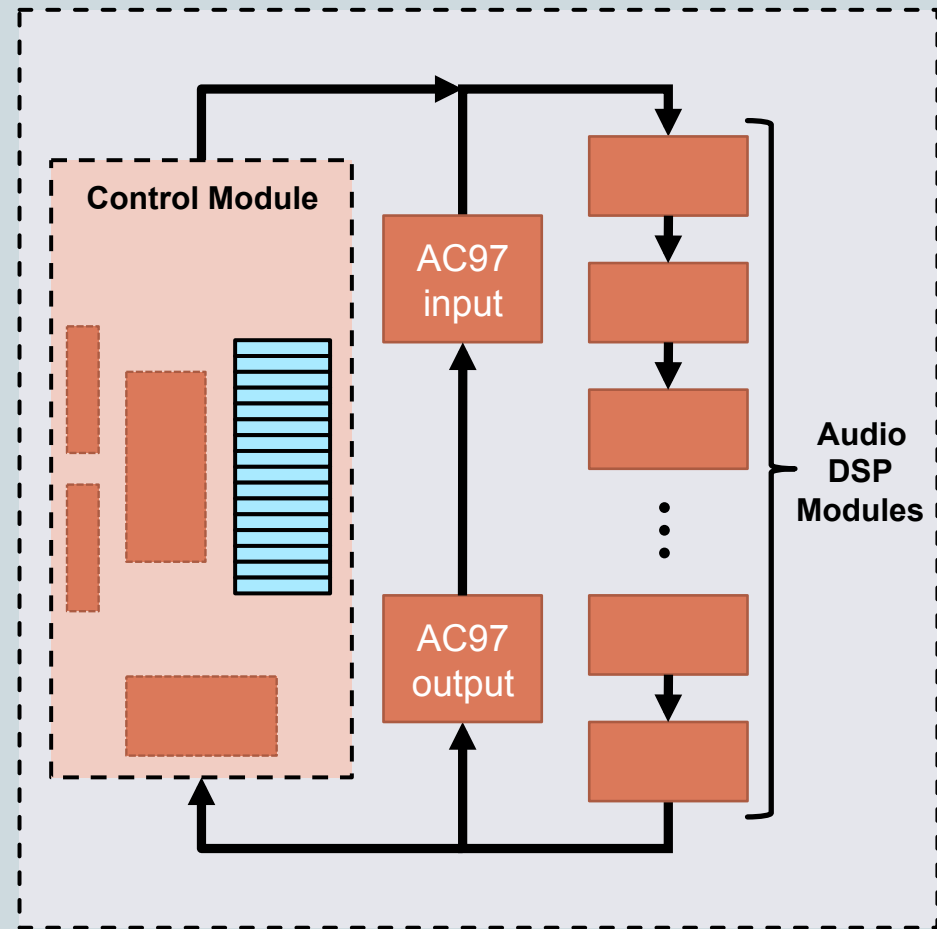 Control Module
AC97
input
Audio
DSP
Modules
AC97
output